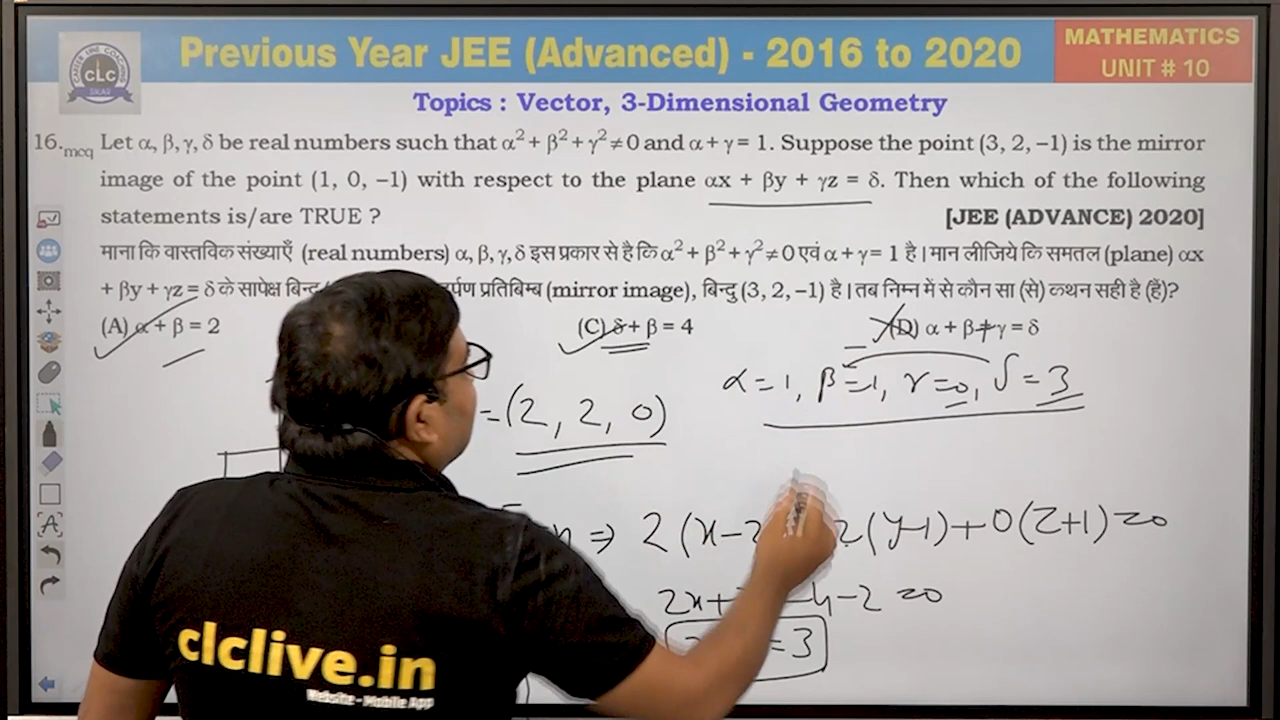 Previous Year JEE (Advanced) - 2016 to 2020
MATHEMATICS
UNIT # 10
CLC
SIKAR
Topics : Vector, 3-Dimensional Geometry
16.mcq Let α, β, γ, δ be real numbers such that α² + β² + γ² ≠ 0 and α + γ = 1. Suppose the point (3, 2, −1) is the mirror
image of the point (1, 0, −1) with respect to the plane αx + βy + γz = δ. Then which of the following
statements is/are TRUE ? [JEE (ADVANCE) 2020]
माना कि वास्तविक संख्याएँ (real numbers) α, β, γ, δ इस प्रकार से है कि α² + β² + γ² ≠ 0 एवं α + γ = 1 है। मान लीजिये कि समतल (plane) αx
+ βy + γz = δ के सापेक्ष प्रतिबिम्ब (mirror image), बिन्दु (3, 2, −1) है। तब निम्न में से कौन सा (से) कथन सही है (हैं)?
(A) α + β = 2 (C) δ + β = 4 (D) α + β + γ = δ
α = 1, β = 1, γ = 0, δ = 3
= (2, 2, 0)
⇒ 2(x−2 2(y−1) + 0(z+1) = 0
2x + −4−2 = 0
= 3
clclive.in
Website - Mobile App